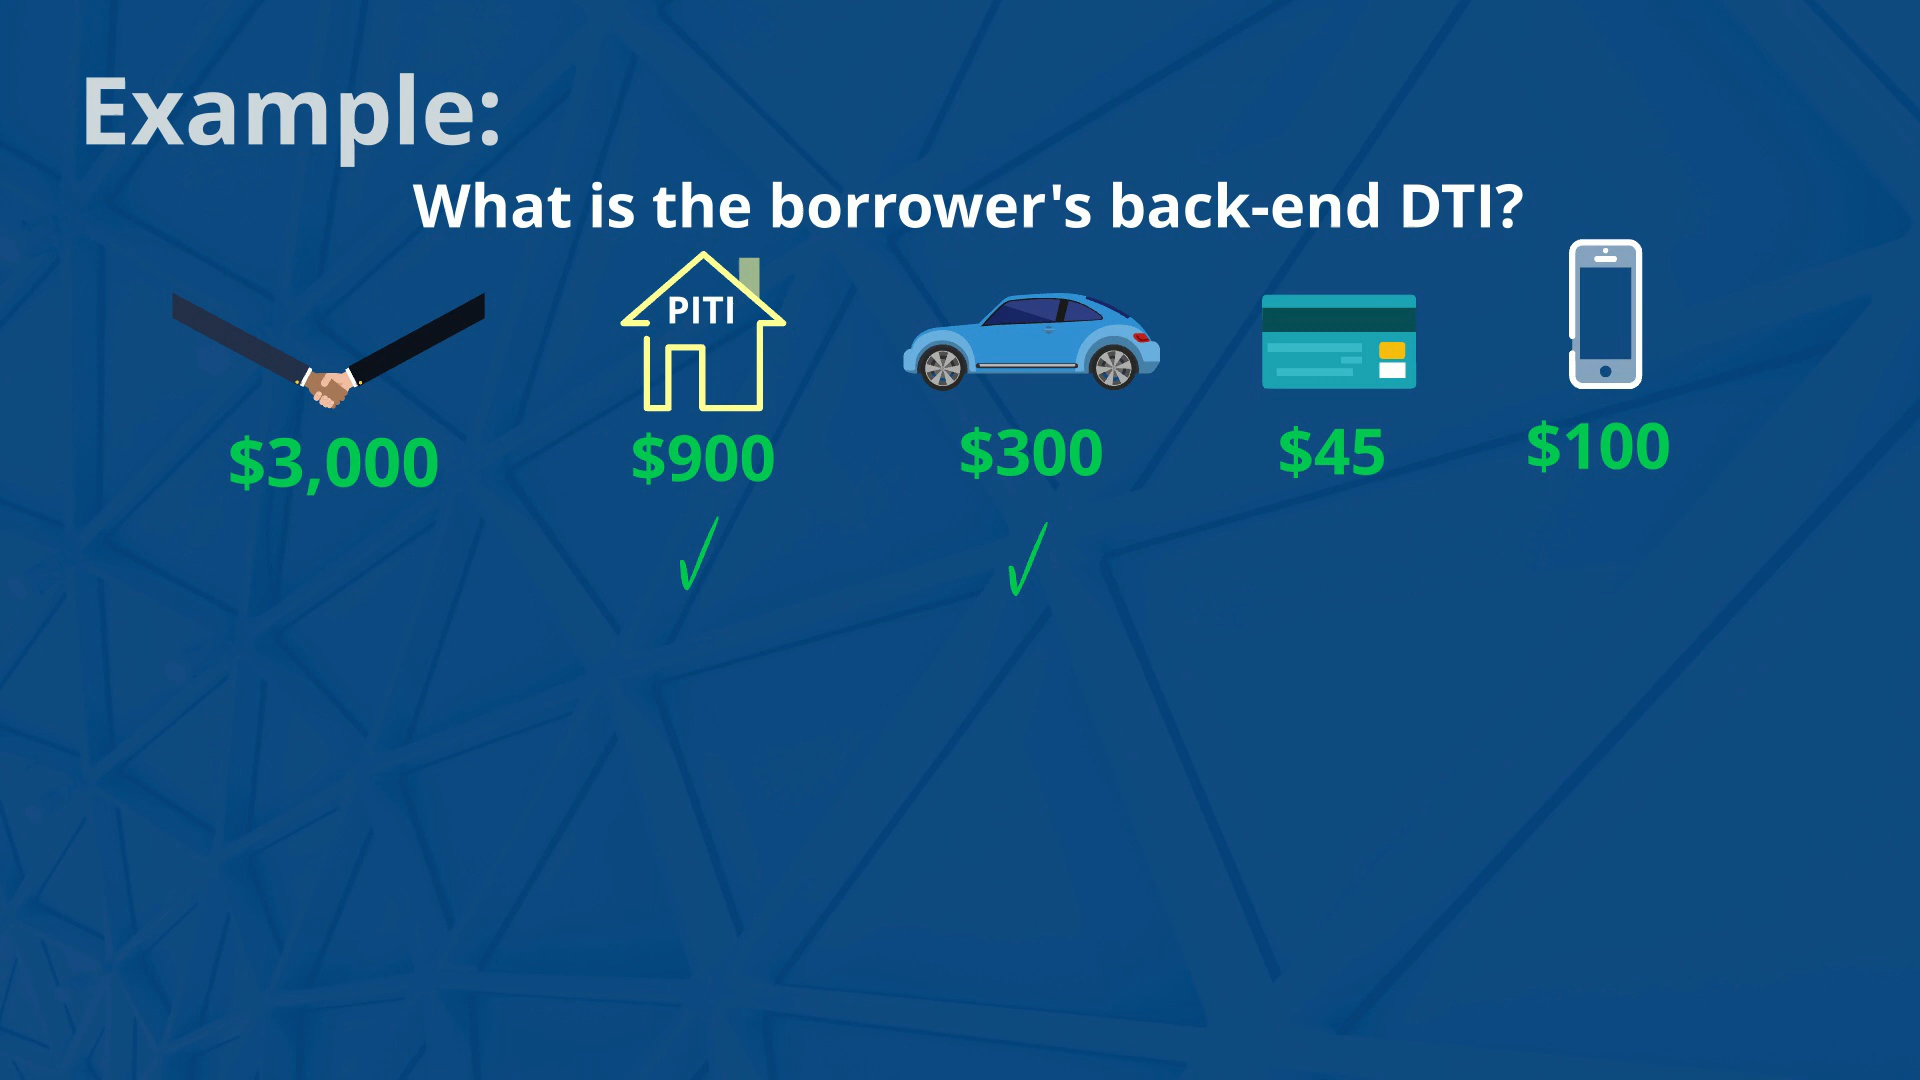 Example:
What is the borrower's back-end DTI?
PITI
$3,000 $900 $300 $45 $100